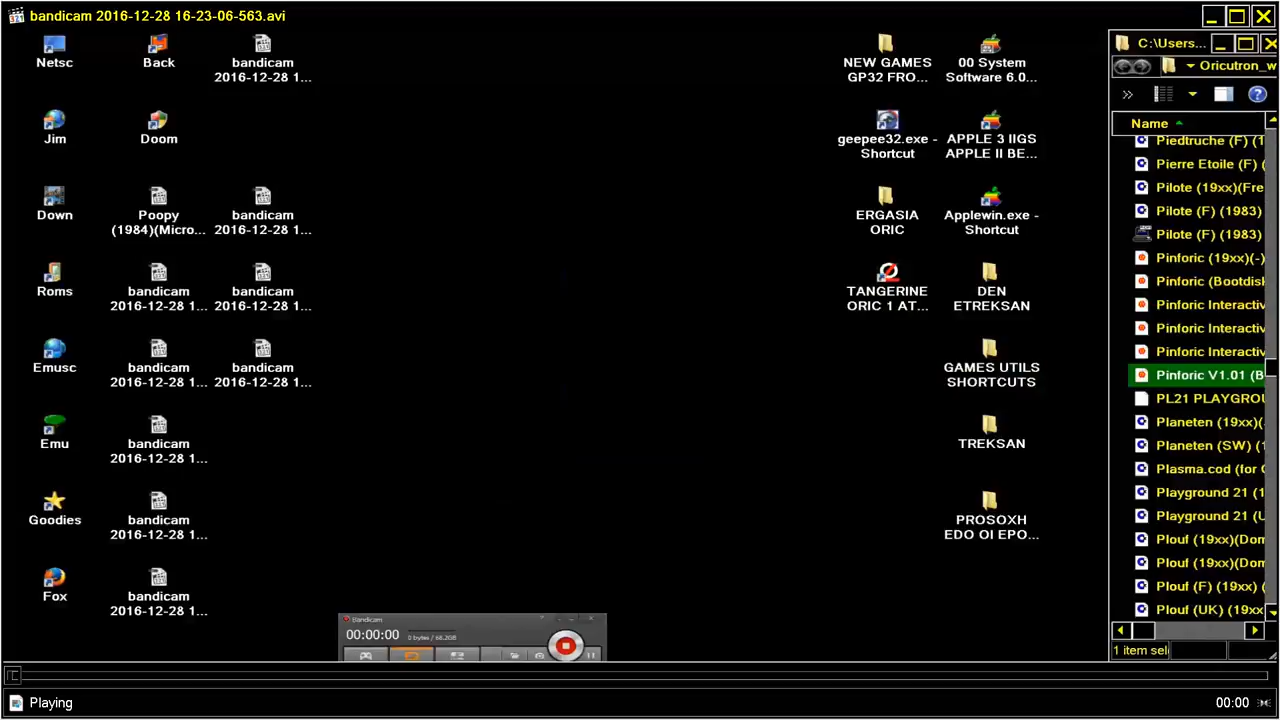 bandicam 2016-12-28 16-23-06-563.avi
Netsc
Back
bandicam
2016-12-28 1...
NEW GAMES
GP32 FRO...
00 System
Software 6.0...
Jim
Doom
geepee32.exe -
Shortcut
APPLE 3 IIGS
APPLE II BE...
Down
Poopy
(1984)(Micro...
bandicam
2016-12-28 1...
ERGASIA
ORIC
Applewin.exe -
Shortcut
Roms
bandicam
2016-12-28 1...
bandicam
2016-12-28 1...
TANGERINE
ORIC 1 AT...
DEN
ETREKSAN
Emusc
bandicam
2016-12-28 1...
bandicam
2016-12-28 1...
GAMES UTILS
SHORTCUTS
Emu
bandicam
2016-12-28 1...
TREKSAN
Goodies
bandicam
2016-12-28 1...
PROSOXH
EDO OI EPO...
Fox
bandicam
2016-12-28 1...
C:\Users...
Oricutron_w
Name
Piedtruche (F) (1
Pierre Etoile (F) (
Pilote (19xx)(Fre
Pilote (F) (1983)
Pilote (F) (1983)
Pinforic (19xx)(-)
Pinforic (Bootdis
Pinforic Interactiv
Pinforic Interactiv
Pinforic Interactiv
Pinforic V1.01 (B
PL21 PLAYGROU
Planeten (19xx)(
Planeten (SW) (1
Plasma.cod (for
Playground 21 (1
Playground 21 (U
Plouf (19xx)(Dom
Plouf (19xx)(Dom
Plouf (F) (19xx) (
Plouf (UK) (19xx
1 item sel
Bandicam
00:00:00
0 bytes / 68.2GB
Playing
00:00